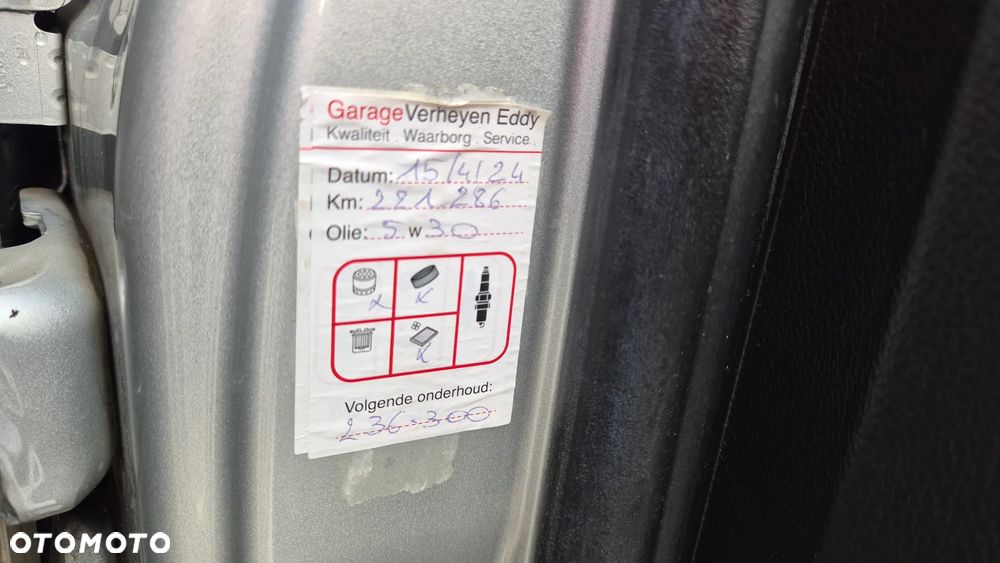 GarageVerheyen Eddy
Kwaliteit . Waarborg . Service .
Datum: 15/4/24
Km: 221.286
Olie: 5 w 30
Volgende onderhoud:
236.300
OTOMOTO